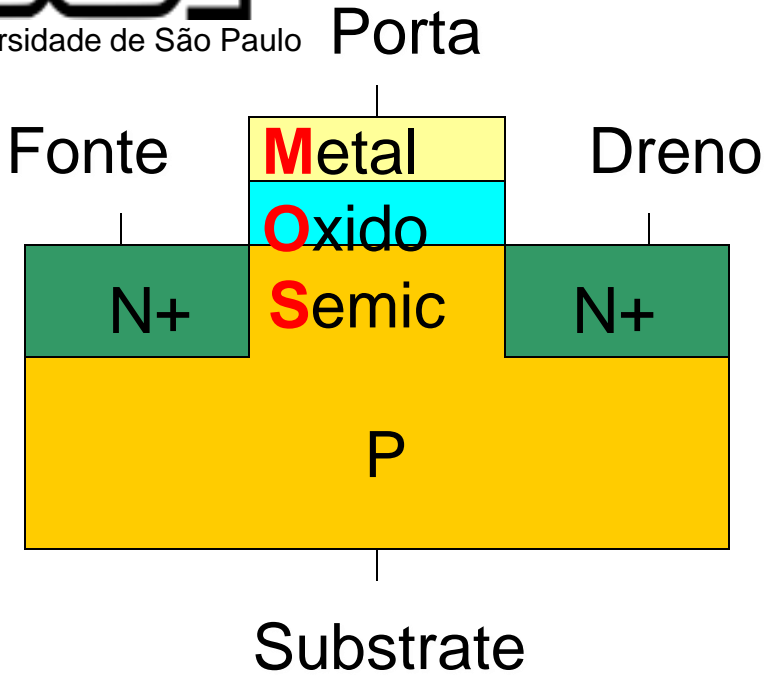 rsidade de São Paulo
Porta
Fonte
Metal
Dreno
Oxido
N+
Semic
N+
P
Substrate